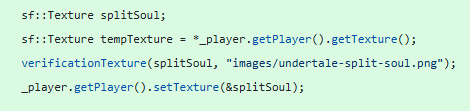 sf::Texture splitSoul;
sf::Texture tempTexture = *_player.getPlayer().getTexture();
verificationTexture(splitSoul, "images/undertale-split-soul.png");
_player.getPlayer().setTexture(&splitSoul);